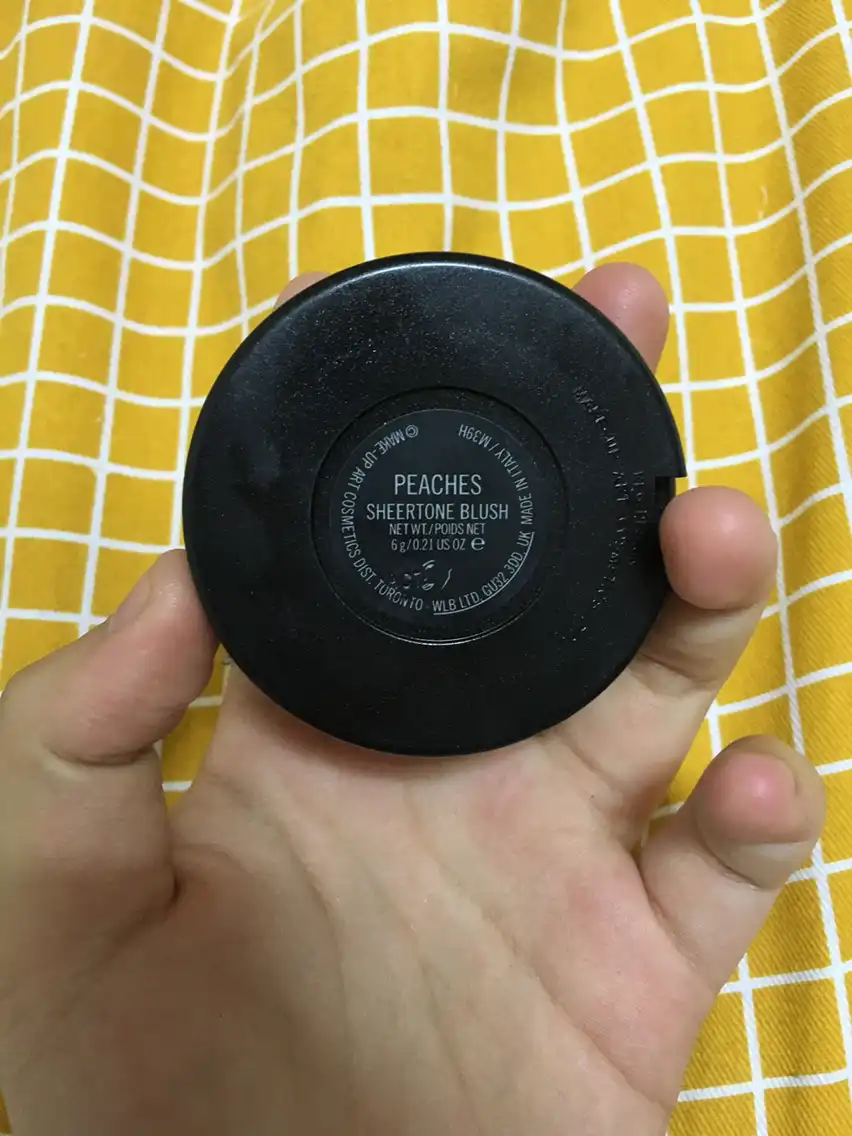 PEACHES
SHEERTONE BLUSH
NET WT./POIDS NET
6 g/0.21 US OZ ℮
© MAKE-UP ART COSMETICS DIST. TORONTO · WLB LTD. GU32 3DD. UK MADE IN ITALY / M39H